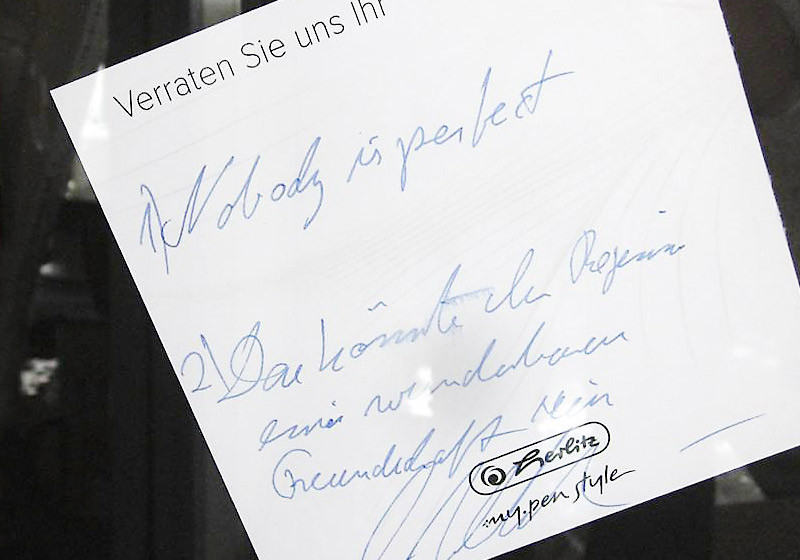 Verraten Sie uns Ihr
1) "Nobody is perfect
2) Das könnte der Beginn
einer wunderbaren
Freundschaft sein
Herlitz
my.pen style